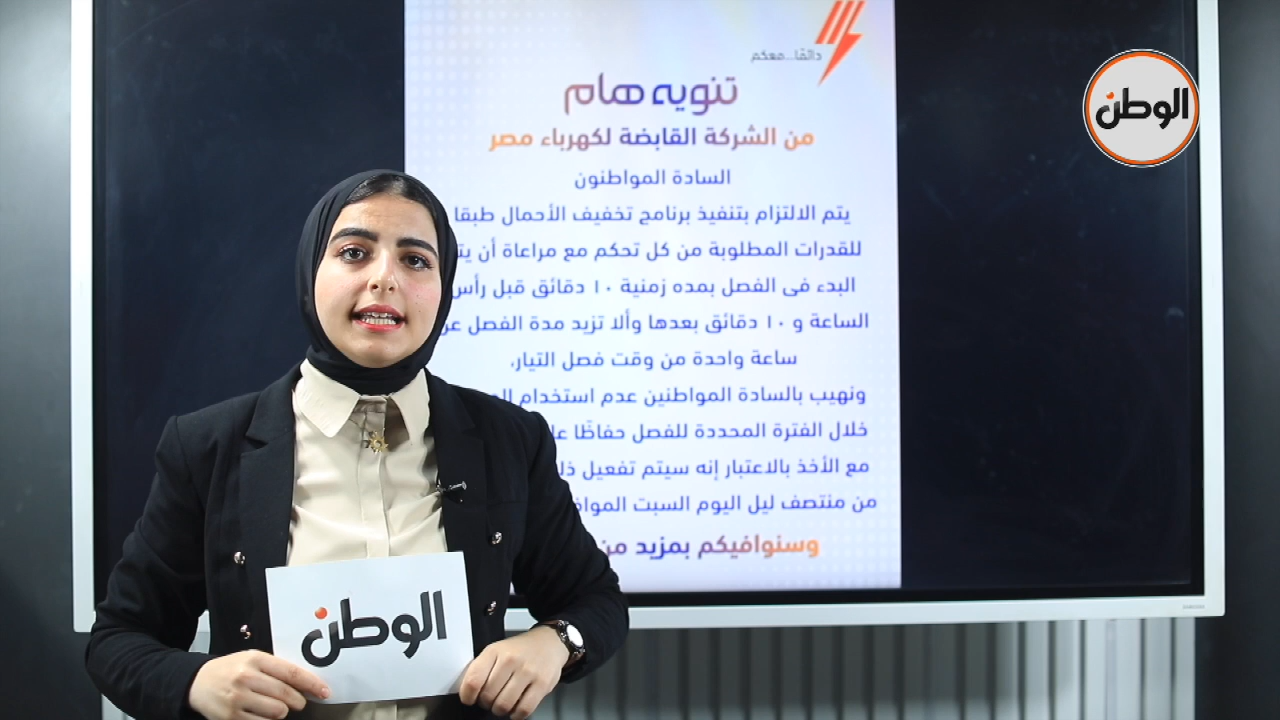 دائمًا...معكم
الوطن
تنويه هام
من الشركة القابضة لكهرباء مصر
السادة المواطنون
يتم الالتزام بتنفيذ برنامج تخفيف الأحمال طبقا
للقدرات المطلوبة من كل تحكم مع مراعاة أن
البدء فى الفصل بمده زمنية ١٠ دقائق قبل رأس
الساعة و ١٠ دقائق بعدها وألا تزيد مدة الفصل
ساعة واحدة من وقت فصل التيار،
ونهيب بالسادة المواطنين عدم استخدام
خلال الفترة المحددة للفصل حفاظًا
مع الأخذ بالاعتبار إنه سيتم تفعيل
من منتصف ليل اليوم السبت
وسنوافيكم بمزيد من
الوطن
SAMSUNG